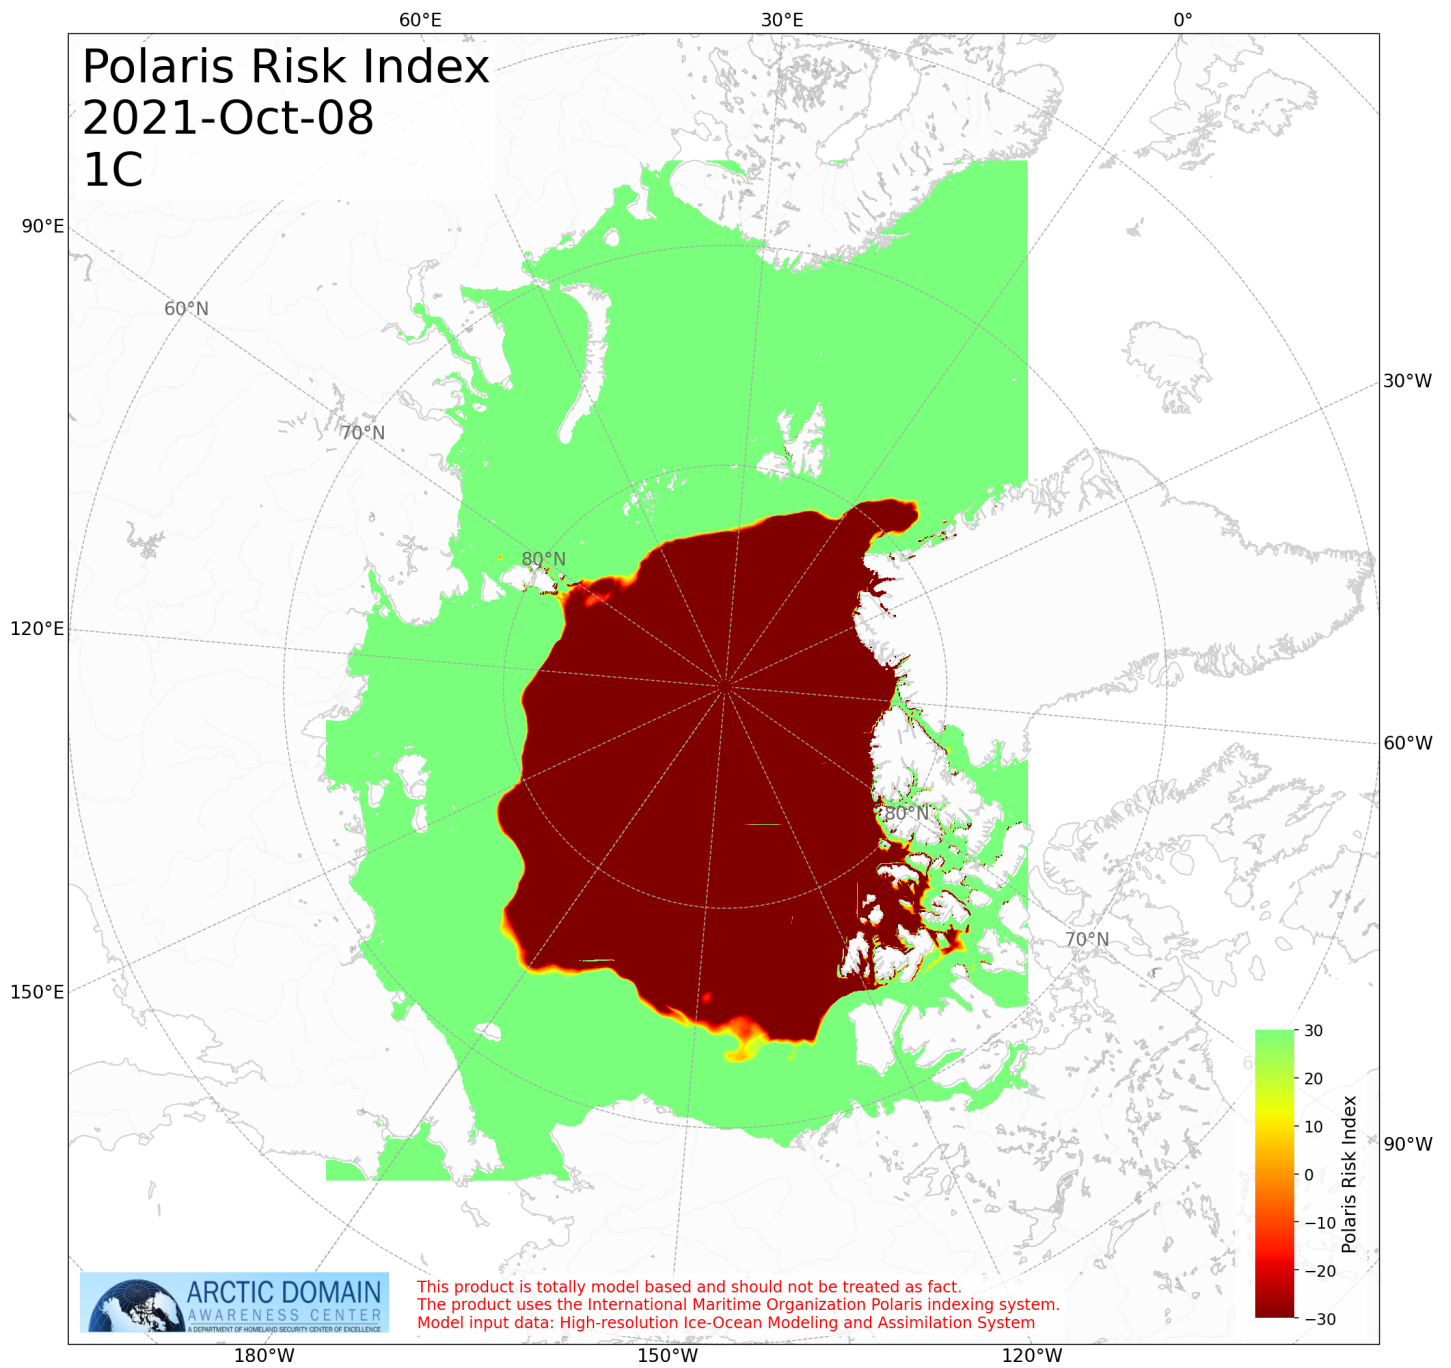 60°E 30°E 0°
Polaris Risk Index
2021-Oct-08
1C
90°E
60°N
30°W
70°N
80°N
120°E
60°W
80°N
70°N
150°E
30
20
10
0
−10
−20
−30
Polaris Risk Index
90°W
ARCTIC DOMAIN
AWARENESS CENTER
A DEPARTMENT OF HOMELAND SECURITY CENTER OF EXCELLENCE
This product is totally model based and should not be treated as fact.
The product uses the International Maritime Organization Polaris indexing system.
Model input data: High-resolution Ice-Ocean Modeling and Assimilation System
180°W 150°W 120°W